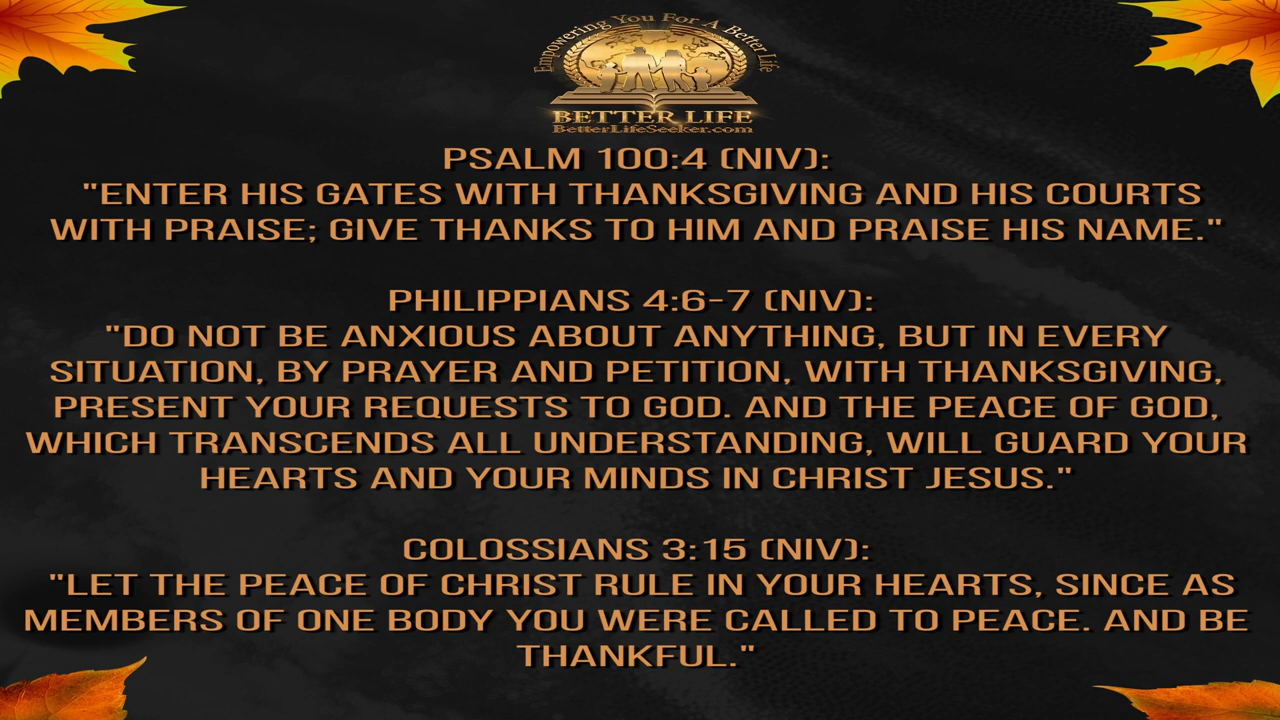 Empowering You For A Better Life
BETTER LIFE
BetterLifeSeeker.com
PSALM 100:4 (NIV):
"ENTER HIS GATES WITH THANKSGIVING AND HIS COURTS
WITH PRAISE; GIVE THANKS TO HIM AND PRAISE HIS NAME."
PHILIPPIANS 4:6-7 (NIV):
"DO NOT BE ANXIOUS ABOUT ANYTHING, BUT IN EVERY
SITUATION, BY PRAYER AND PETITION, WITH THANKSGIVING,
PRESENT YOUR REQUESTS TO GOD. AND THE PEACE OF GOD,
WHICH TRANSCENDS ALL UNDERSTANDING, WILL GUARD YOUR
HEARTS AND YOUR MINDS IN CHRIST JESUS."
COLOSSIANS 3:15 (NIV):
"LET THE PEACE OF CHRIST RULE IN YOUR HEARTS, SINCE AS
MEMBERS OF ONE BODY YOU WERE CALLED TO PEACE. AND BE
THANKFUL."